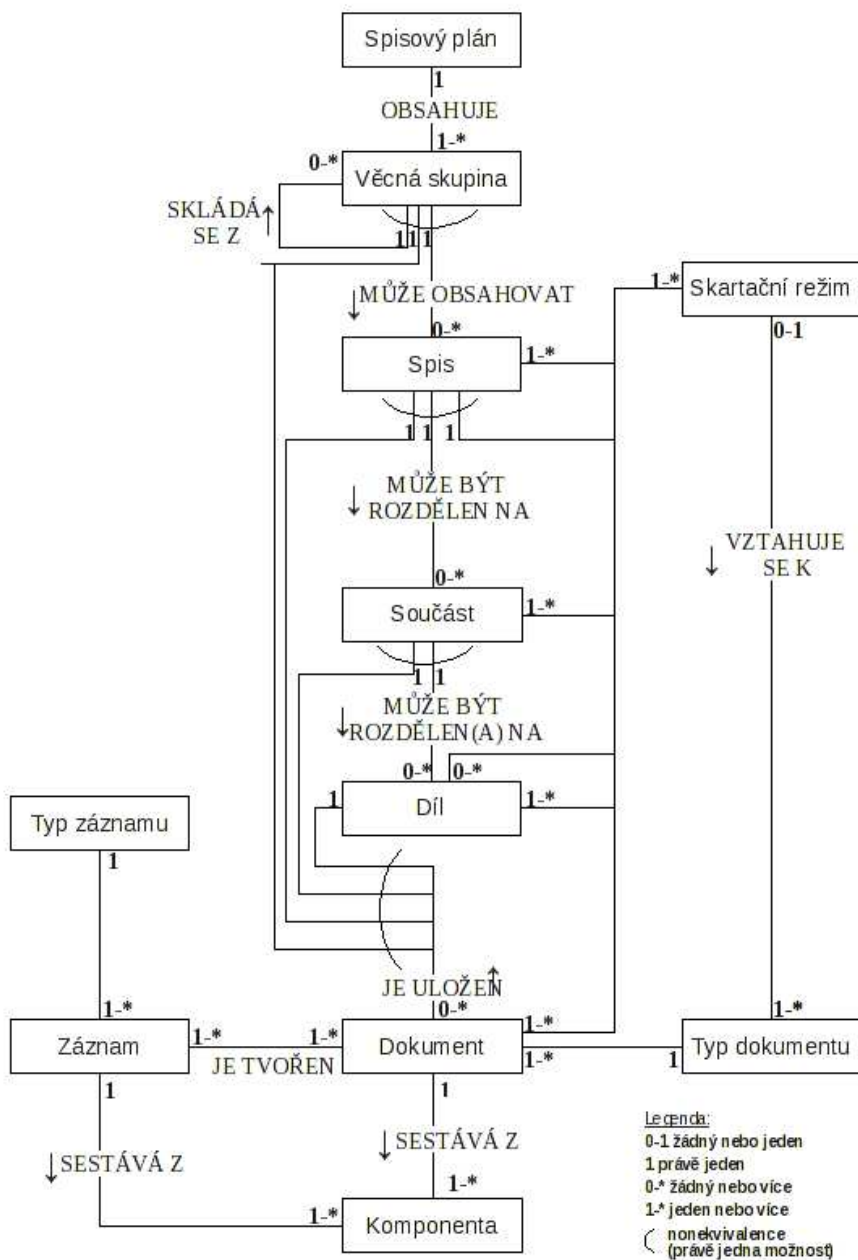 Spisový plán
1
OBSAHUJE
1-*
0-*
Věcná skupina
SKLÁDÁ
SE Z
1 1 1
MŮŽE OBSAHOVAT
1-*
Skartační režim
0-*
0-1
Spis
1-*
1 1 1
MŮŽE BÝT
ROZDĚLEN NA
VZTAHUJE
SE K
0-*
Součást
1-*
1 1
MŮŽE BÝT
ROZDĚLEN(A) NA
0-* 0-*
1
Díl
1-*
Typ záznamu
1
JE ULOŽEN
1-*
0-*
1-*
Záznam
1-*
1-*
Dokument
1-*
1-*
1
Typ dokumentu
JE TVOŘEN
1
1
SESTÁVÁ Z
SESTÁVÁ Z
1-*
1-*
Komponenta
Legenda:
0-1 žádný nebo jeden
1 právě jeden
0-* žádný nebo více
1-* jeden nebo více
nonekvivalence
(právě jedna možnost)